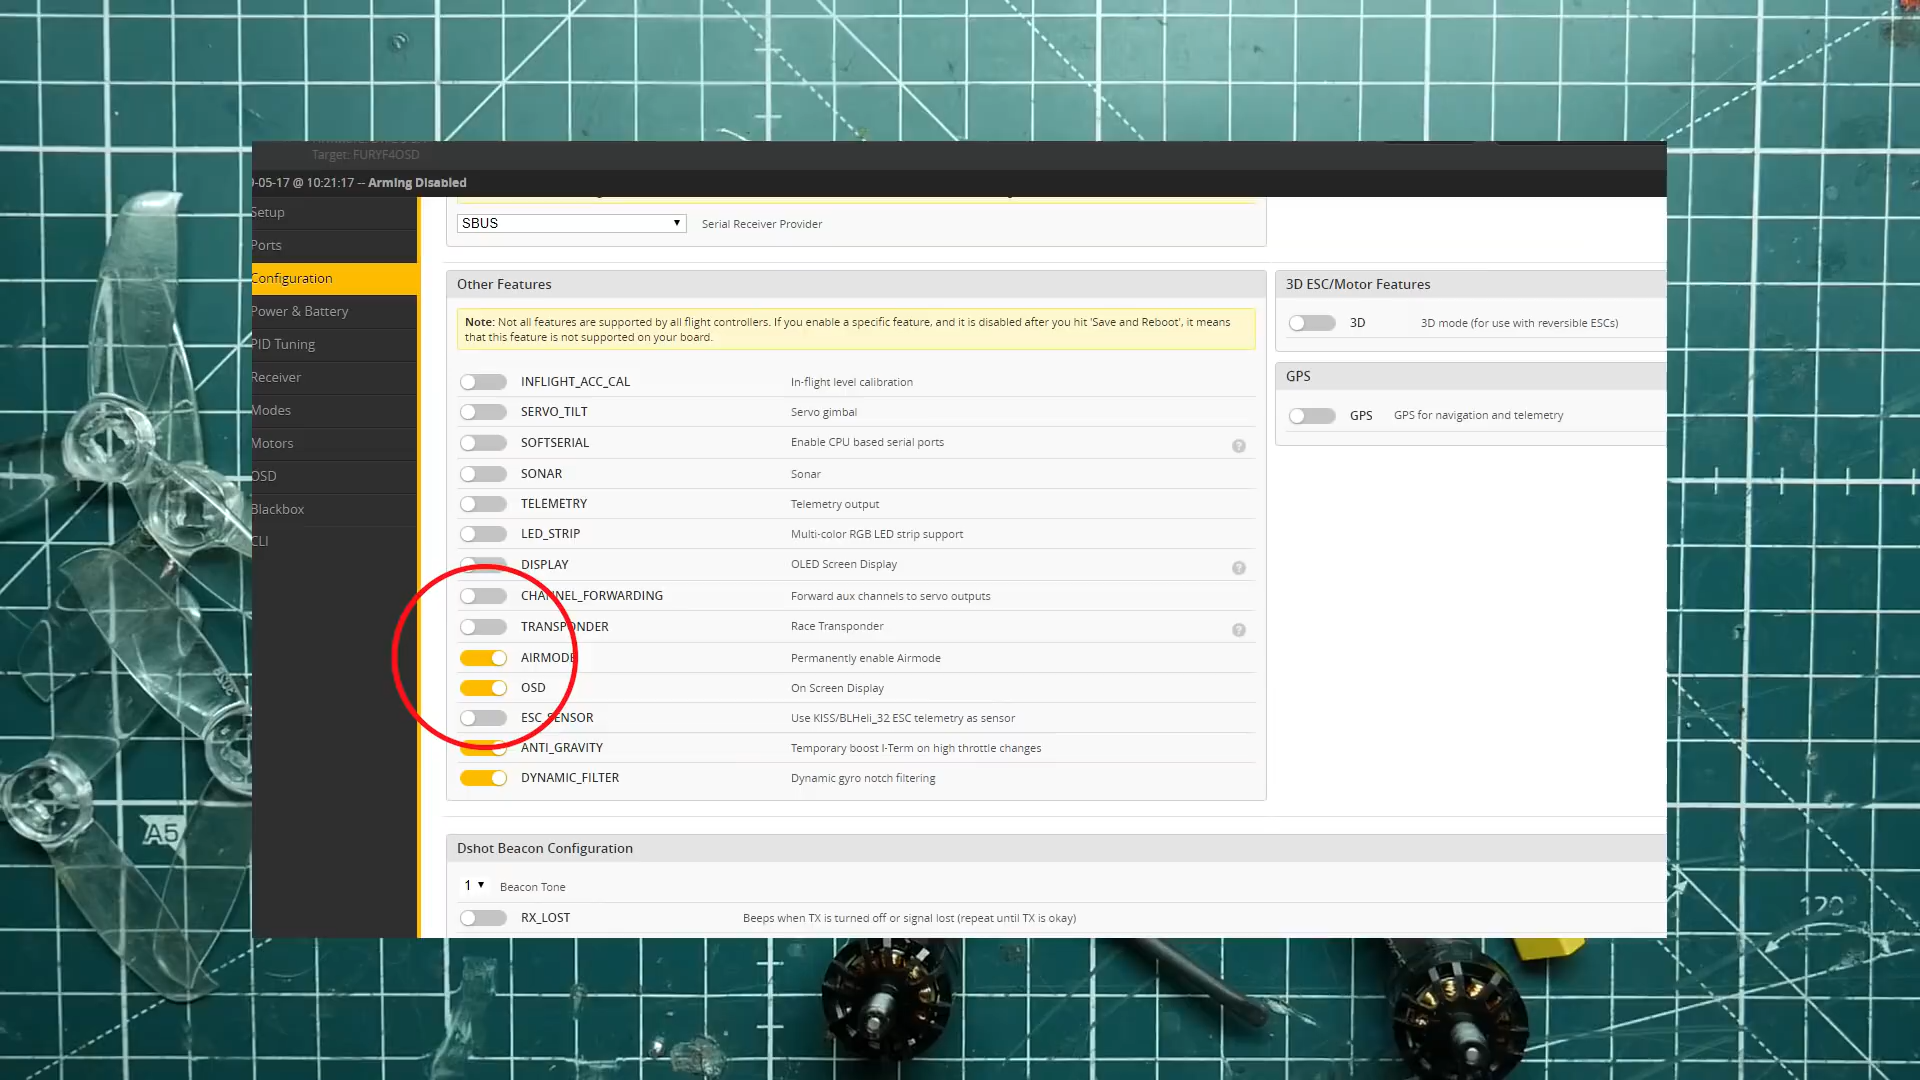 Target: FURYF4OSD
-05-17 @ 10:21:17 -- Arming Disabled
Setup
Ports
Configuration
Power & Battery
PID Tuning
Receiver
Modes
Motors
OSD
Blackbox
CLI
SBUS
Serial Receiver Provider
Other Features
Note: Not all features are supported by all flight controllers. If you enable a specific feature, and it is disabled after you hit 'Save and Reboot', it means
that this feature is not supported on your board.
INFLIGHT_ACC_CAL In-flight level calibration
SERVO_TILT Servo gimbal
SOFTSERIAL Enable CPU based serial ports ?
SONAR Sonar
TELEMETRY Telemetry output
LED_STRIP Multi-color RGB LED strip support
DISPLAY OLED Screen Display ?
CHANNEL_FORWARDING Forward aux channels to servo outputs
TRANSPONDER Race Transponder ?
AIRMODE Permanently enable Airmode
OSD On Screen Display
ESC_SENSOR Use KISS/BLHeli_32 ESC telemetry as sensor
ANTI_GRAVITY Temporary boost I-Term on high throttle changes
DYNAMIC_FILTER Dynamic gyro notch filtering
3D ESC/Motor Features
3D 3D mode (for use with reversible ESCs)
GPS
GPS GPS for navigation and telemetry
Dshot Beacon Configuration
1 Beacon Tone
RX_LOST Beeps when TX is turned off or signal lost (repeat until TX is okay)
A5
120°